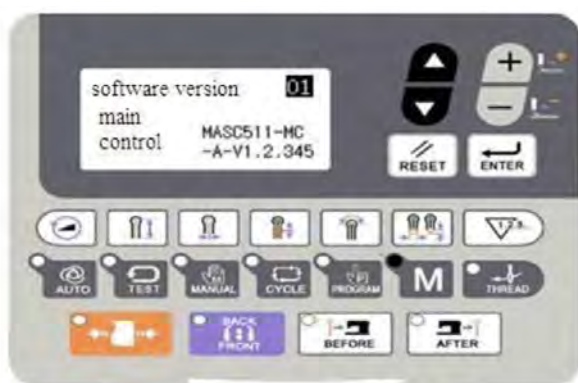 software version 01
main
control
MASC511-MC
-A-V1.2.345
RESET
ENTER
AUTO
TEST
MANUAL
CYCLE
PROGRAM
M
THREAD
BACK
FRONT
BEFORE
AFTER